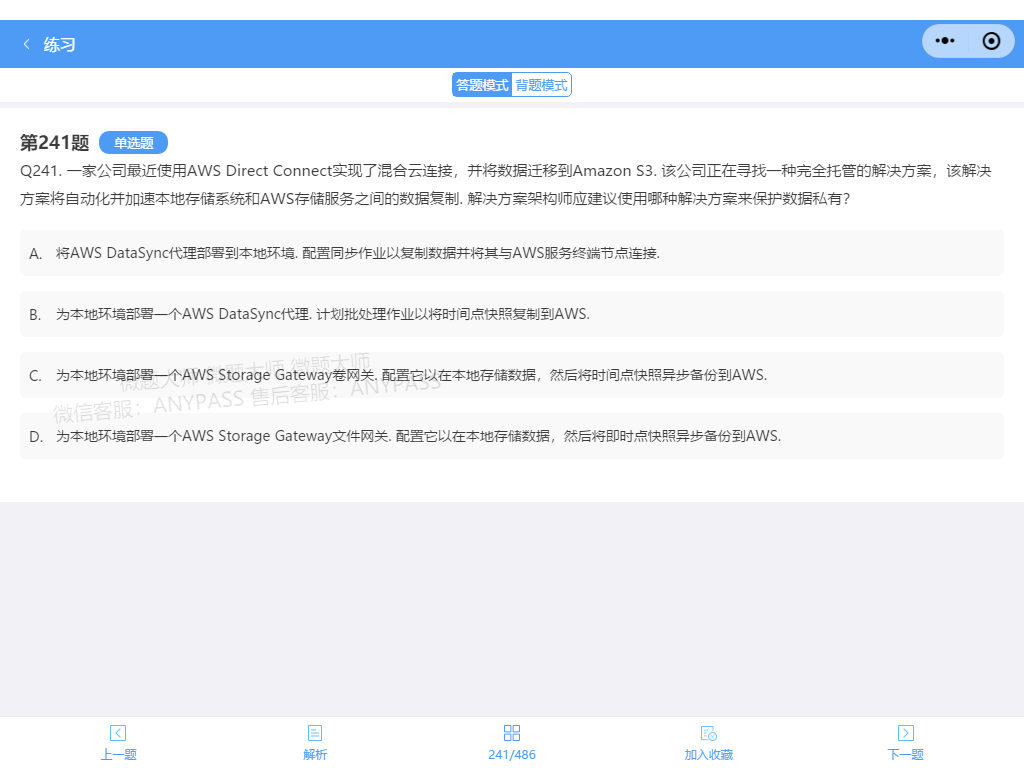 练习
答题模式 背题模式
第241题 单选题
Q241. 一家公司最近使用AWS Direct Connect实现了混合云连接，并将数据迁移到Amazon S3. 该公司正在寻找一种完全托管的解决方案，该解决
方案将自动化并加速本地存储系统和AWS存储服务之间的数据复制. 解决方案架构师应建议使用哪种解决方案来保护数据私有?
A. 将AWS DataSync代理部署到本地环境. 配置同步作业以复制数据并将其与AWS服务终端节点连接.
B. 为本地环境部署一个AWS DataSync代理. 计划批处理作业以将时间点快照复制到AWS.
C. 为本地环境部署一个AWS Storage Gateway卷网关. 配置它以在本地存储数据，然后将时间点快照异步备份到AWS.
微题大师 微题大师 微题大师
微信客服：ANYPASS 售后客服：ANYPASS
D. 为本地环境部署一个AWS Storage Gateway文件网关. 配置它以在本地存储数据，然后将即时点快照异步备份到AWS.
上一题 解析 241/486 加入收藏 下一题